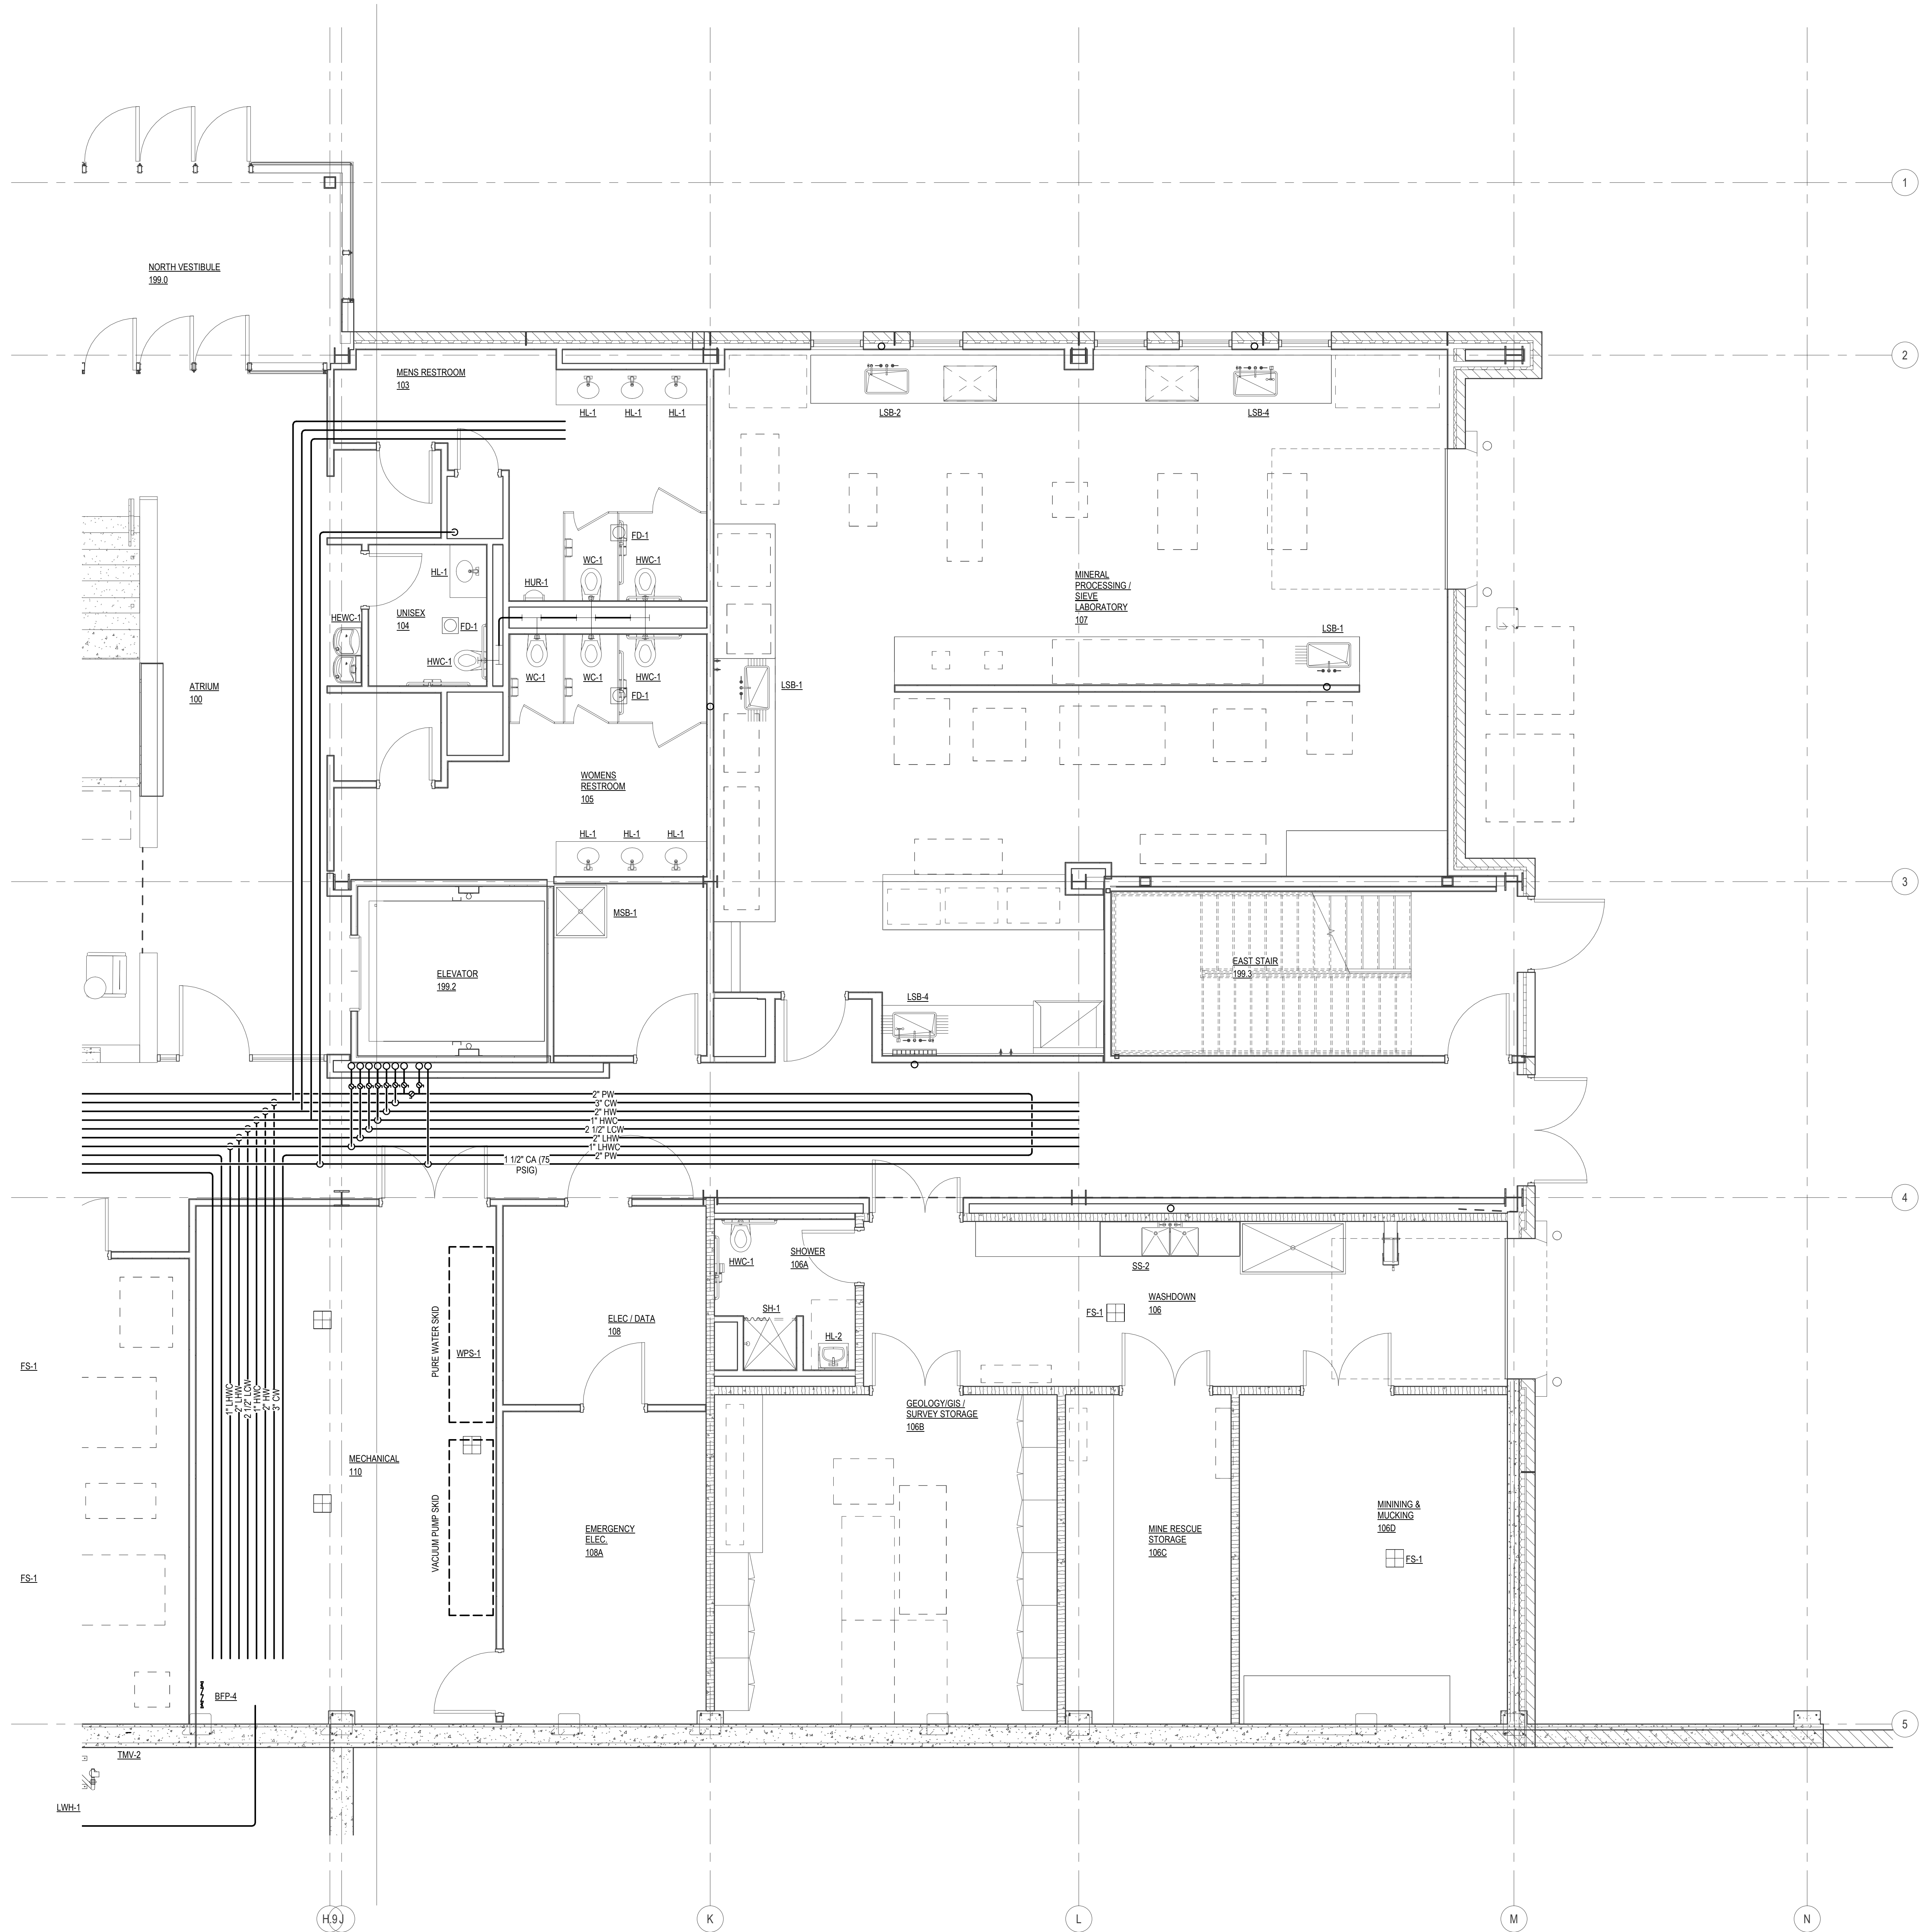 1
NORTH VESTIBULE
199.0
2
MENS RESTROOM
103
HL-1
HL-1
HL-1
LSB-2
LSB-4
FD-1
WC-1
HWC-1
HL-1
HUR-1
MINERAL
PROCESSING /
SIEVE
LABORATORY
107
HEWC-1
UNISEX
104
FD-1
LSB-1
HWC-1
WC-1
WC-1
HWC-1
FD-1
LSB-1
ATRIUM
100
WOMENS
RESTROOM
105
HL-1
HL-1
HL-1
3
MSB-1
ELEVATOR
199.2
EAST STAIR
199.3
LSB-4
2" PW
3" CW
2" HW
1" HWC
2 1/2" LCW
2" LHW
1" LHWC
2" PW
1 1/2" CA (75
PSIG)
4
HWC-1
SHOWER
106A
SS-2
WASHDOWN
106
FS-1
SH-1
HL-2
ELEC / DATA
108
PURE WATER SKID
WPS-1
FS-1
1" LHWC
2" LHW
2 1/2" LCW
1" HWC
2" HW
3" CW
GEOLOGY/GIS /
SURVEY STORAGE
106B
MECHANICAL
110
VACUUM PUMP SKID
EMERGENCY
ELEC.
108A
MINE RESCUE
STORAGE
106C
MINING &
MUCKING
106D
FS-1
FS-1
BFP-4
5
TMV-2
LWH-1
H.9
J
K
L
M
N